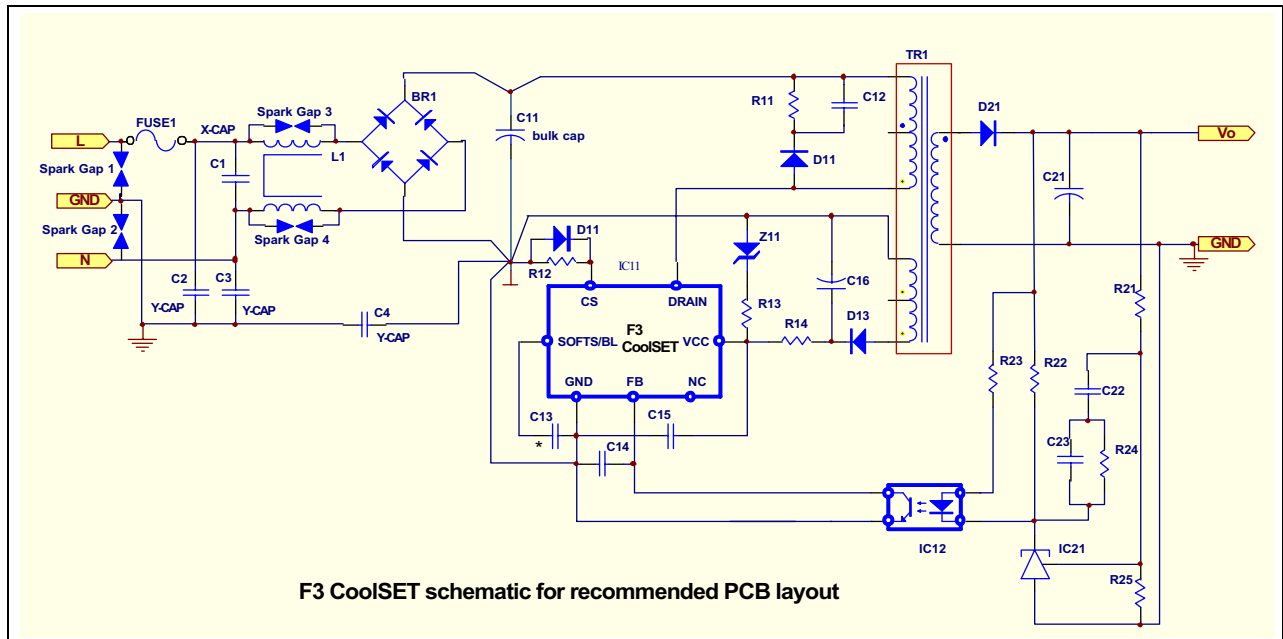 TR1
BR1
Spark Gap 3
R11
C12
D21
FUSE1
C11
bulk cap
X-CAP
L
Vo
L1
C1
D11
Spark Gap 1
C21
GND
Spark Gap 2
Spark Gap 4
D11
Z11
GND
N
R12
IC11
C16
C2
C3
CS
DRAIN
R21
Y-CAP
Y-CAP
R13
C4
F3
D13
Y-CAP
CoolSET
SOFTS/BL
VCC
R14
R23
R22
GND
FB
NC
C22
C13
C15
*
C14
C23
R24
IC12
IC21
R25
F3 CoolSET schematic for recommended PCB layout